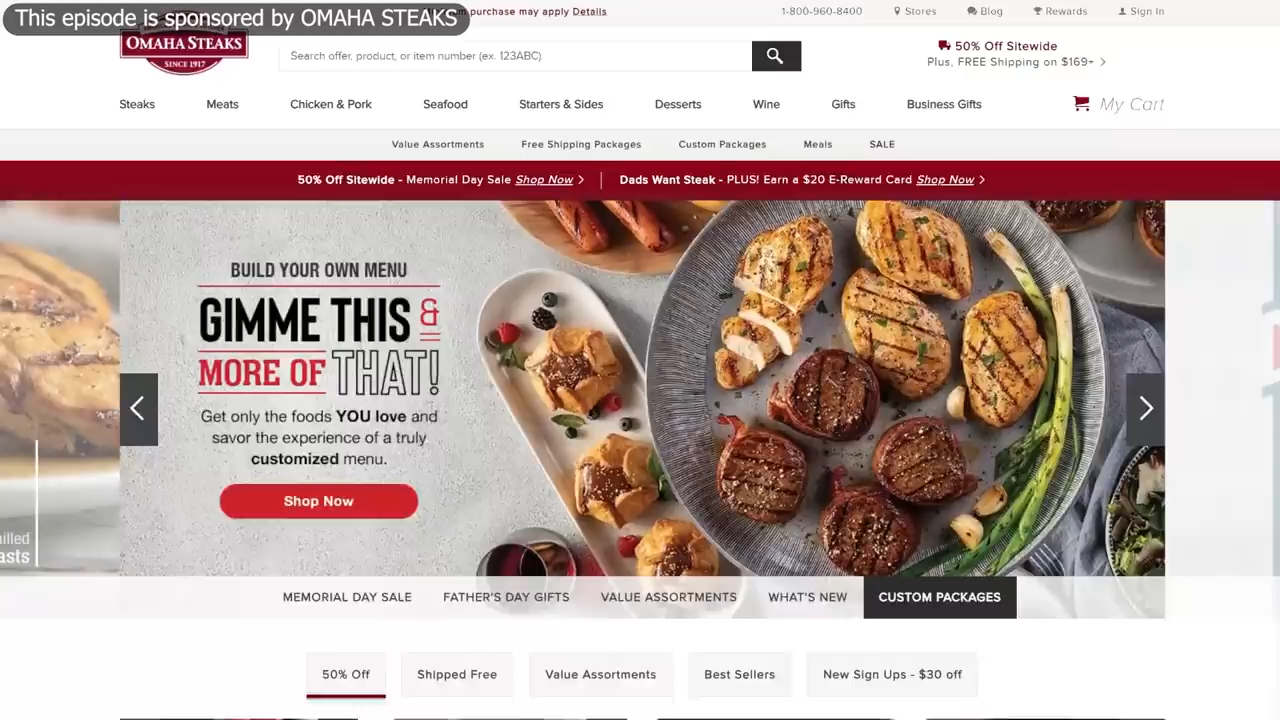 This episode is sponsored by OMAHA STEAKS
purchase may apply Details
1-800-960-8400
Stores
Blog
Rewards
Sign In
OMAHA STEAKS
SINCE 1917
Search offer, product, or item number (ex. 123ABC)
50% Off Sitewide
Plus, FREE Shipping on $169+ >
Steaks
Meats
Chicken & Pork
Seafood
Starters & Sides
Desserts
Wine
Gifts
Business Gifts
My Cart
Value Assortments
Free Shipping Packages
Custom Packages
Meals
SALE
50% Off Sitewide - Memorial Day Sale Shop Now >
Dads Want Steak - PLUS! Earn a $20 E-Reward Card Shop Now >
BUILD YOUR OWN MENU
GIMME THIS &
MORE OF THAT!
Get only the foods YOU love and
savor the experience of a truly
customized menu.
Shop Now
MEMORIAL DAY SALE
FATHER'S DAY GIFTS
VALUE ASSORTMENTS
WHAT'S NEW
CUSTOM PACKAGES
50% Off
Shipped Free
Value Assortments
Best Sellers
New Sign Ups - $30 off